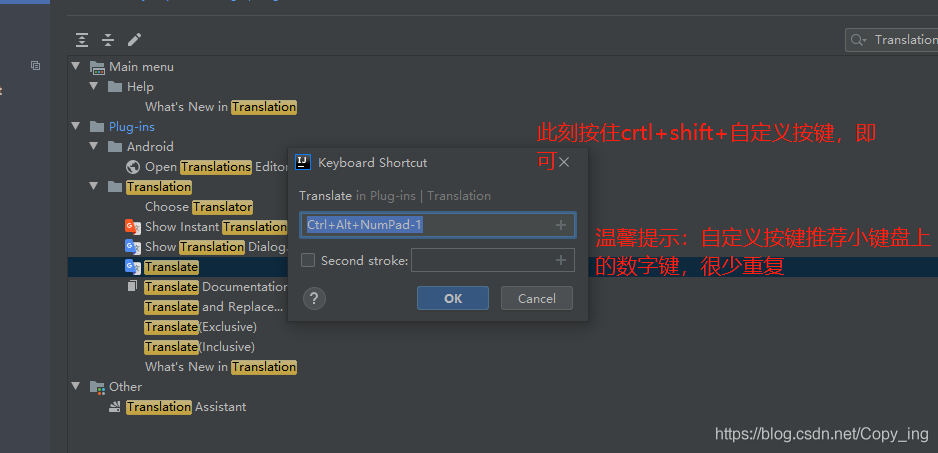 Translation
Main menu
Help
What's New in Translation
Plug-ins
Android
Open Translations Editor
Translation
Choose Translator
Show Instant Translation
Show Translation Dialog...
Translate
Translate Documentation
Translate and Replace...
Translate(Exclusive)
Translate(Inclusive)
What's New in Translation
Other
Translation Assistant
此刻按住crtl+shift+自定义按键，即
可
Keyboard Shortcut
Translate in Plug-ins | Translation
Ctrl+Alt+NumPad-1
Second stroke:
?
OK
Cancel
温馨提示：自定义按键推荐小键盘上
的数字键，很少重复
https://blog.csdn.net/Copy_ing